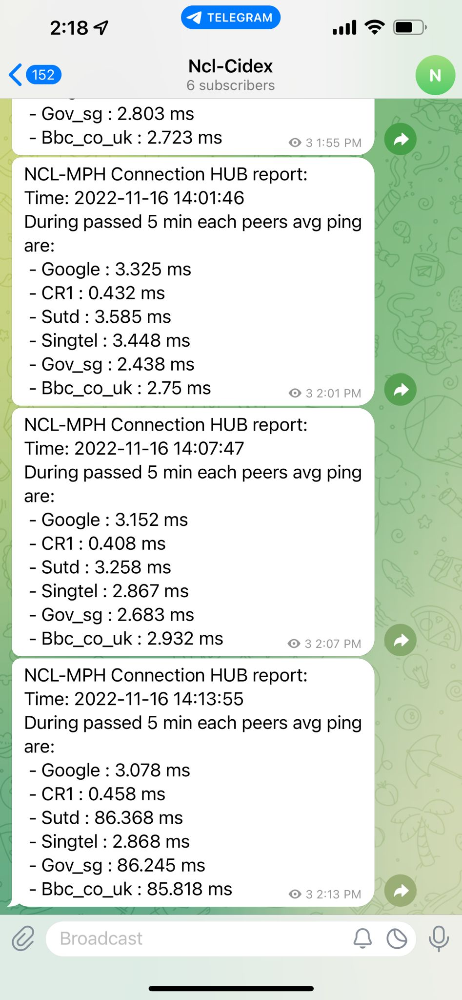 2:18
TELEGRAM
152
Ncl-Cidex
6 subscribers
N
- Gov_sg : 2.803 ms
- Bbc_co_uk : 2.723 ms
3 1:55 PM
NCL-MPH Connection HUB report:
Time: 2022-11-16 14:01:46
During passed 5 min each peers avg ping
are:
- Google : 3.325 ms
- CR1 : 0.432 ms
- Sutd : 3.585 ms
- Singtel : 3.448 ms
- Gov_sg : 2.438 ms
- Bbc_co_uk : 2.75 ms
3 2:01 PM
NCL-MPH Connection HUB report:
Time: 2022-11-16 14:07:47
During passed 5 min each peers avg ping
are:
- Google : 3.152 ms
- CR1 : 0.408 ms
- Sutd : 3.258 ms
- Singtel : 2.867 ms
- Gov_sg : 2.683 ms
- Bbc_co_uk : 2.932 ms
3 2:07 PM
NCL-MPH Connection HUB report:
Time: 2022-11-16 14:13:55
During passed 5 min each peers avg ping
are:
- Google : 3.078 ms
- CR1 : 0.458 ms
- Sutd : 86.368 ms
- Singtel : 2.868 ms
- Gov_sg : 86.245 ms
- Bbc_co_uk : 85.818 ms
3 2:13 PM
Broadcast